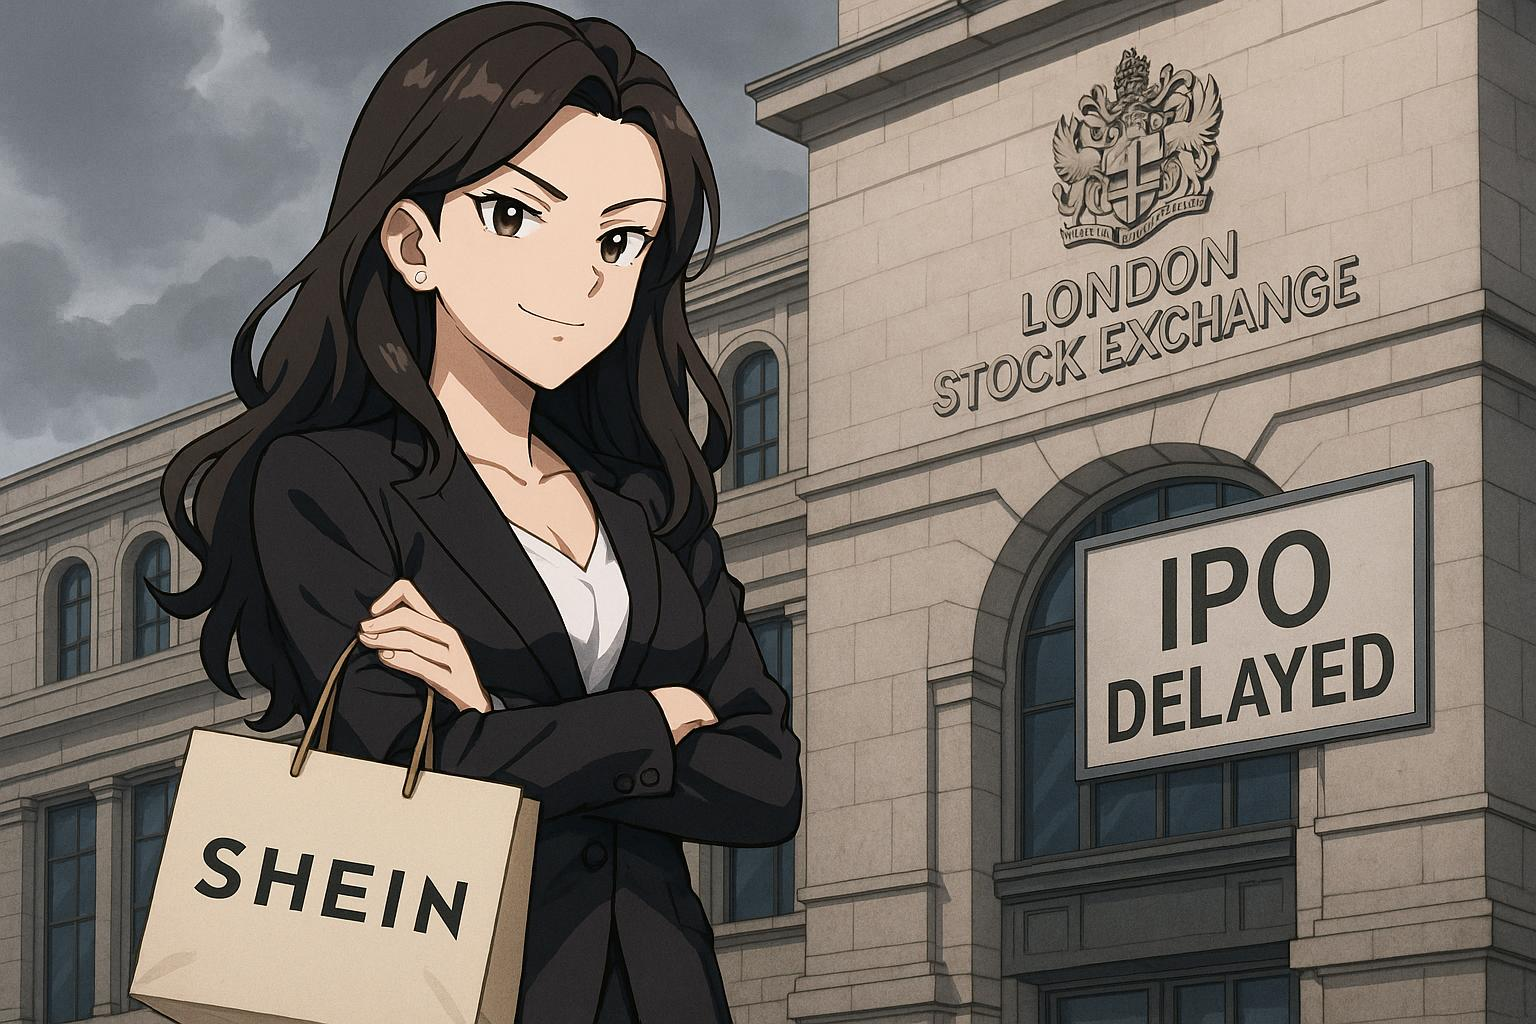 LONDON
STOCK EXCHANGE
IPO
DELAYED
SHEIN